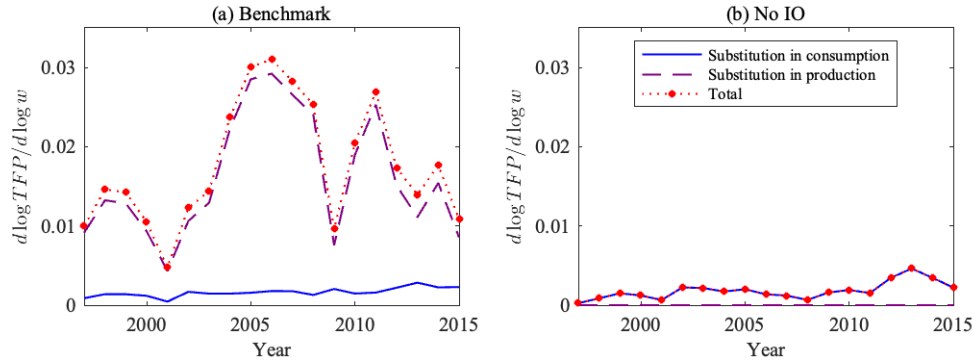 (a) Benchmark
d log TFP/d log w
0.03
0.02
0.01
0
2000
2005
2010
2015
Year
(b) No IO
Substitution in consumption
Substitution in production
Total
d log TFP/d log w
0.03
0.02
0.01
0
2000
2005
2010
2015
Year